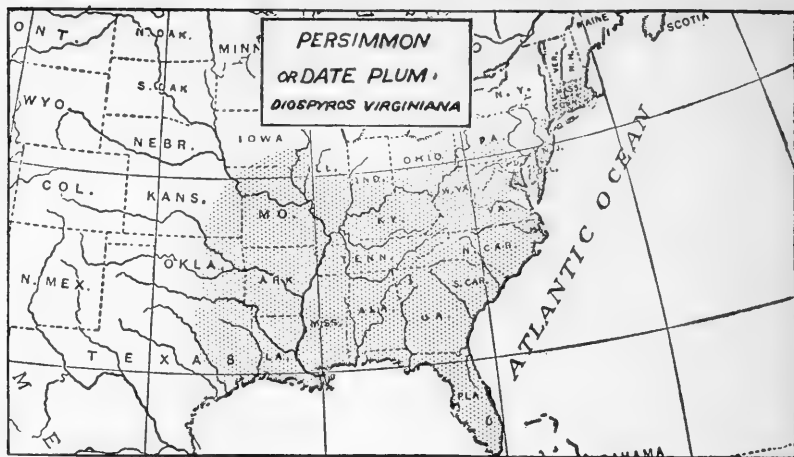 PERSIMMON
OR DATE PLUM.
DIOSPYROS VIRGINIANA
ONT.
N. DAK.
MINN
MAINE
SCOTIA
VER.
N.H.
S. DAK
WYO.
N.Y.
NEBR.
IOWA
PA.
ILL.
IND.
OHIO
COL.
KANS.
MO.
KY.
W.VA.
VA.
OKLA.
TENN.
N. CAR.
N. MEX.
ARK.
S. CAR.
MISS.
ALA
GA.
TEXAS
LA.
FLA.
ATLANTIC OCEAN
M E
BAHAMA